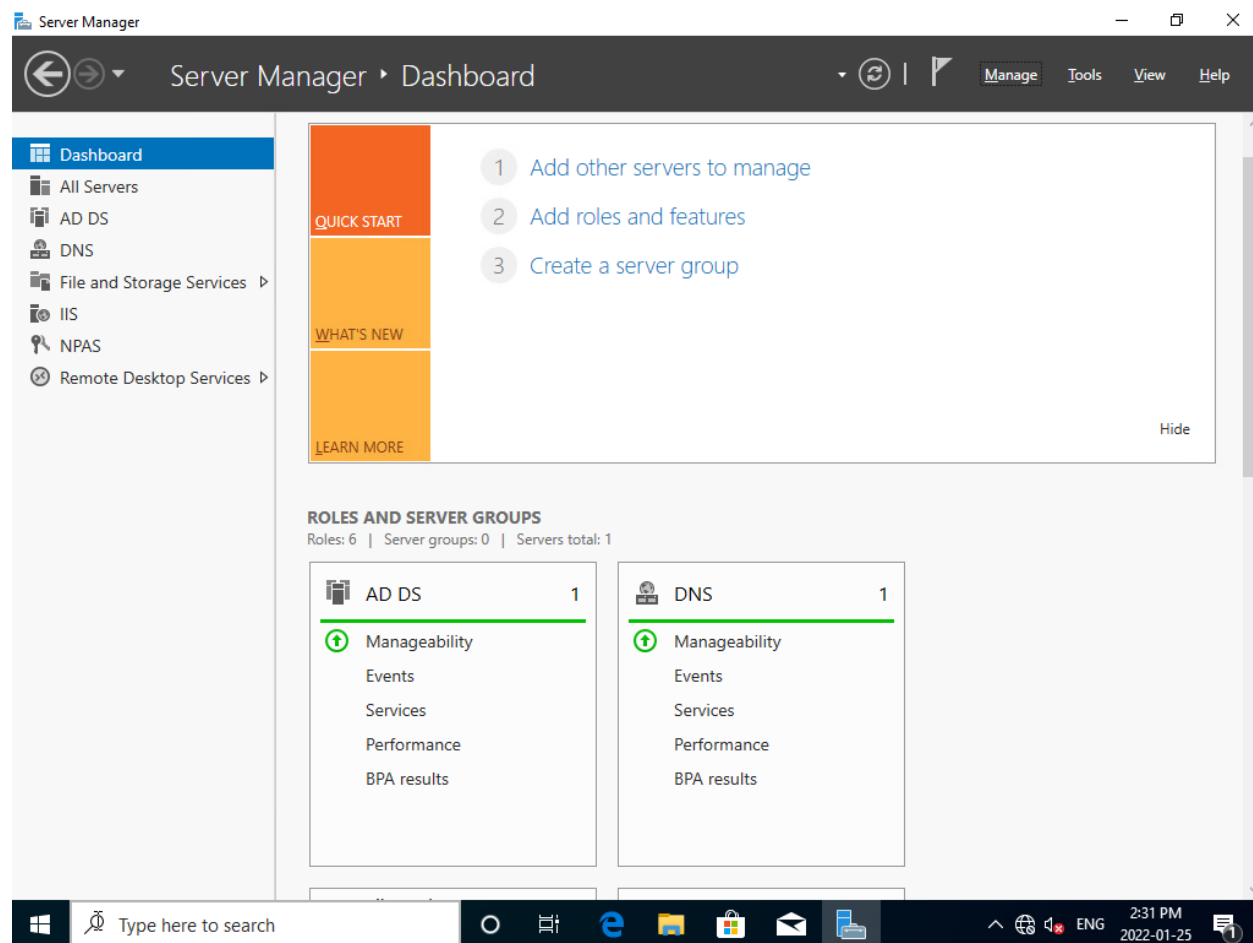 Server Manager
Server Manager • Dashboard
Manage Tools View Help
Dashboard
All Servers
AD DS
DNS
File and Storage Services
IIS
NPAS
Remote Desktop Services
QUICK START
WHAT'S NEW
LEARN MORE
1 Add other servers to manage
2 Add roles and features
3 Create a server group
Hide
ROLES AND SERVER GROUPS
Roles: 6 | Server groups: 0 | Servers total: 1
AD DS 1
Manageability
Events
Services
Performance
BPA results
DNS 1
Manageability
Events
Services
Performance
BPA results
Type here to search
ENG
2:31 PM
2022-01-25
1